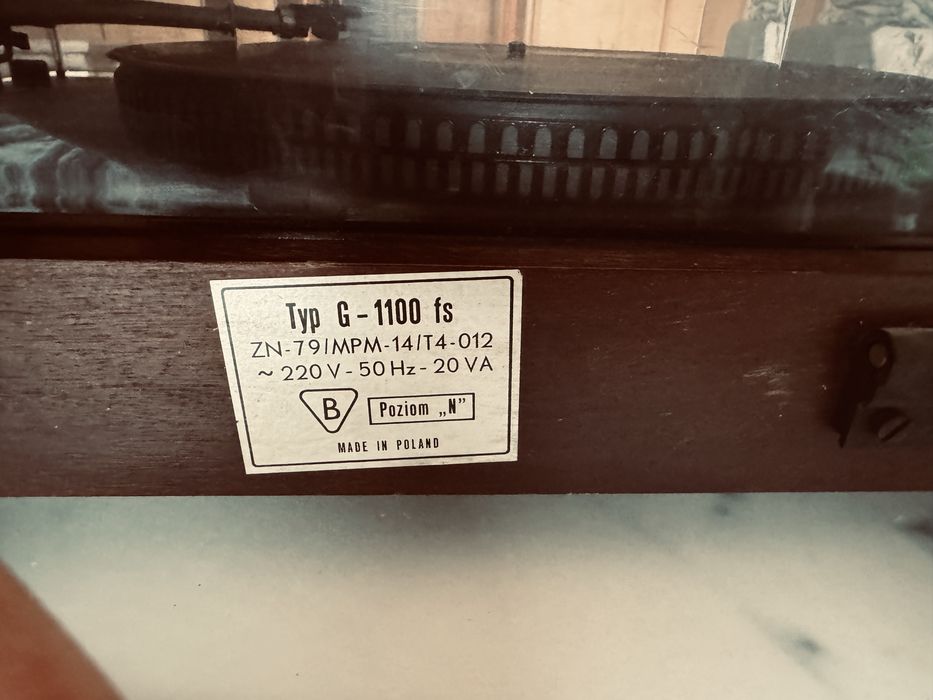 Typ G-1100 fs
ZN-79/MPM-14/T4-012
~ 220 V - 50 Hz - 20 VA
B Poziom „N”
MADE IN POLAND